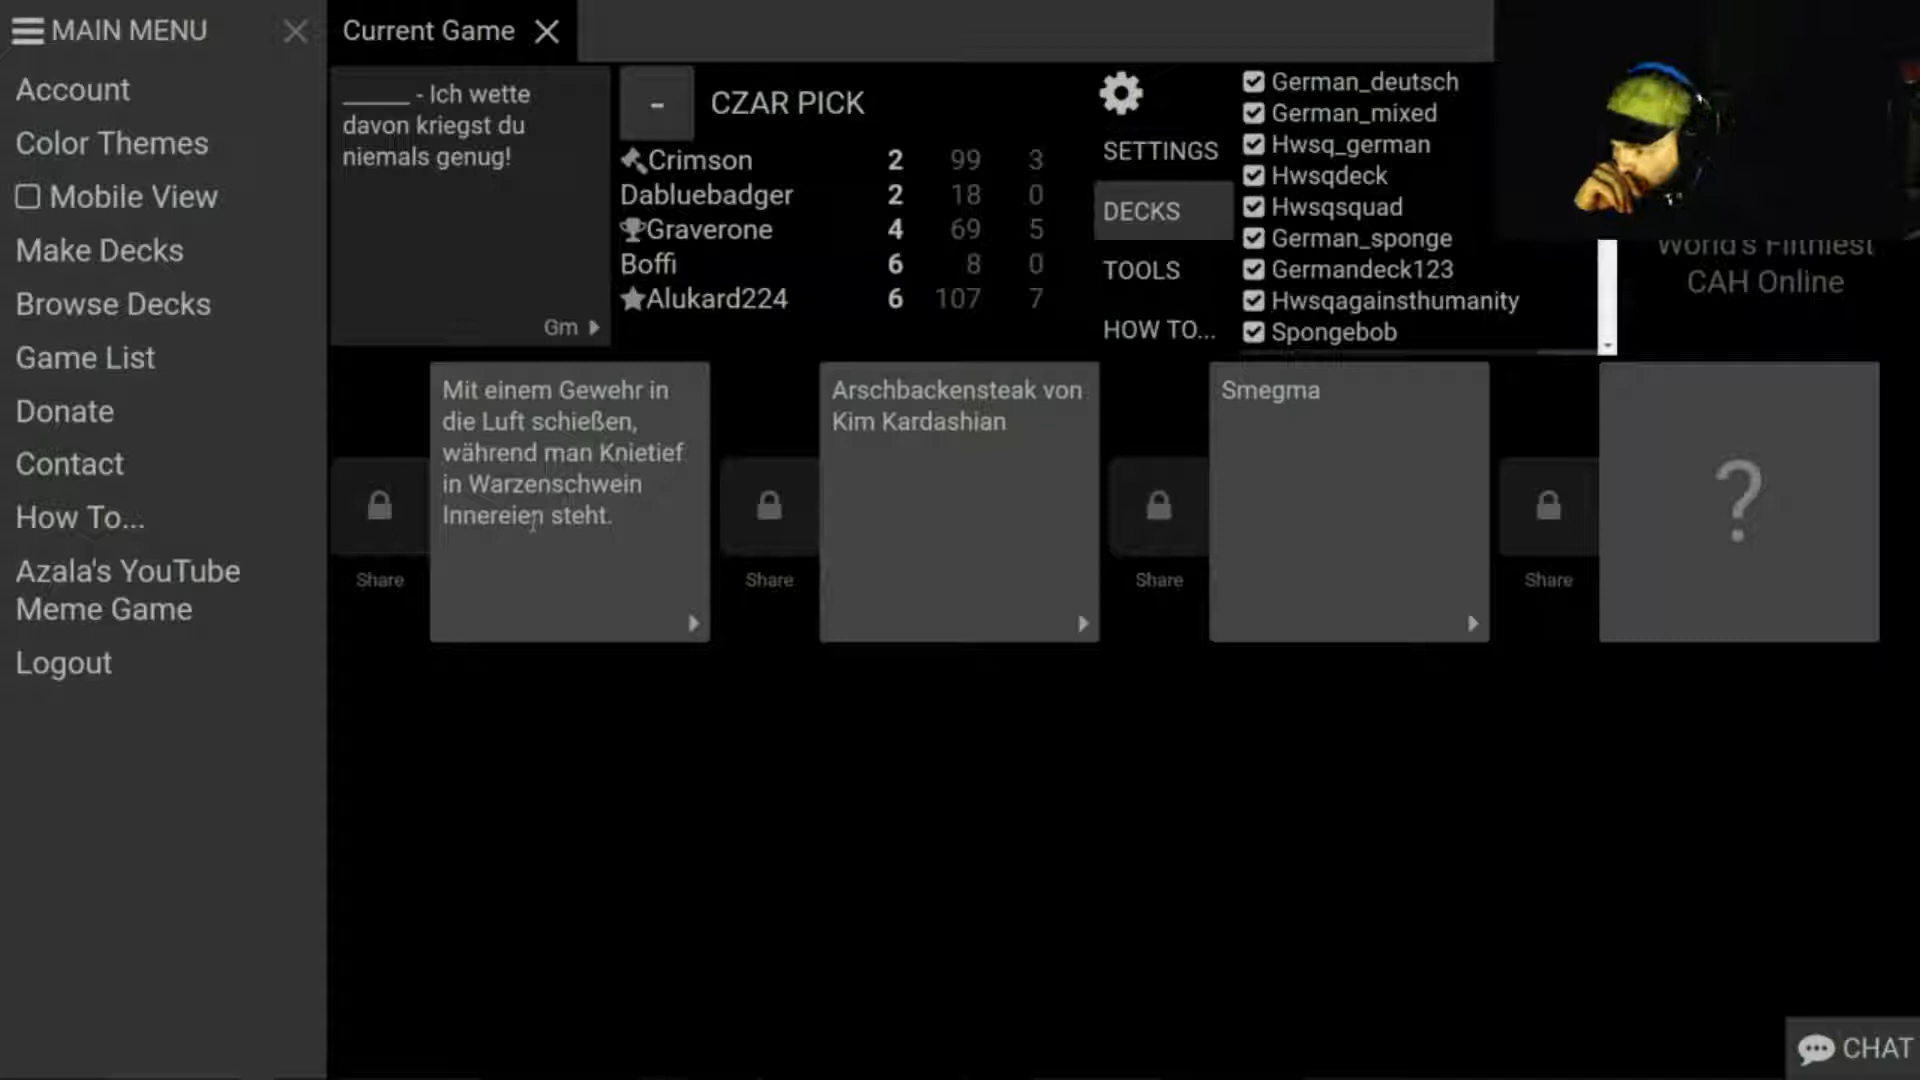 MAIN MENU
Account
Color Themes
Mobile View
Make Decks
Browse Decks
Game List
Donate
Contact
How To...
Azala's YouTube
Meme Game
Logout
Current Game
_____ - Ich wette
davon kriegst du
niemals genug!
Gm
-
CZAR PICK
Crimson 2 99 3
Dabluebadger 2 18 0
Graverone 4 69 5
Boffi 6 8 0
Alukard224 6 107 7
SETTINGS
DECKS
TOOLS
HOW TO...
German_deutsch
German_mixed
Hwsq_german
Hwsqdeck
Hwsqsquad
German_sponge
Germandeck123
Hwsqagainsthumanity
Spongebob
World's Filthiest
CAH Online
Share
Mit einem Gewehr in
die Luft schießen,
während man Knietief
in Warzenschwein
Innereien steht.
Share
Arschbackensteak von
Kim Kardashian
Share
Smegma
Share
?
CHAT